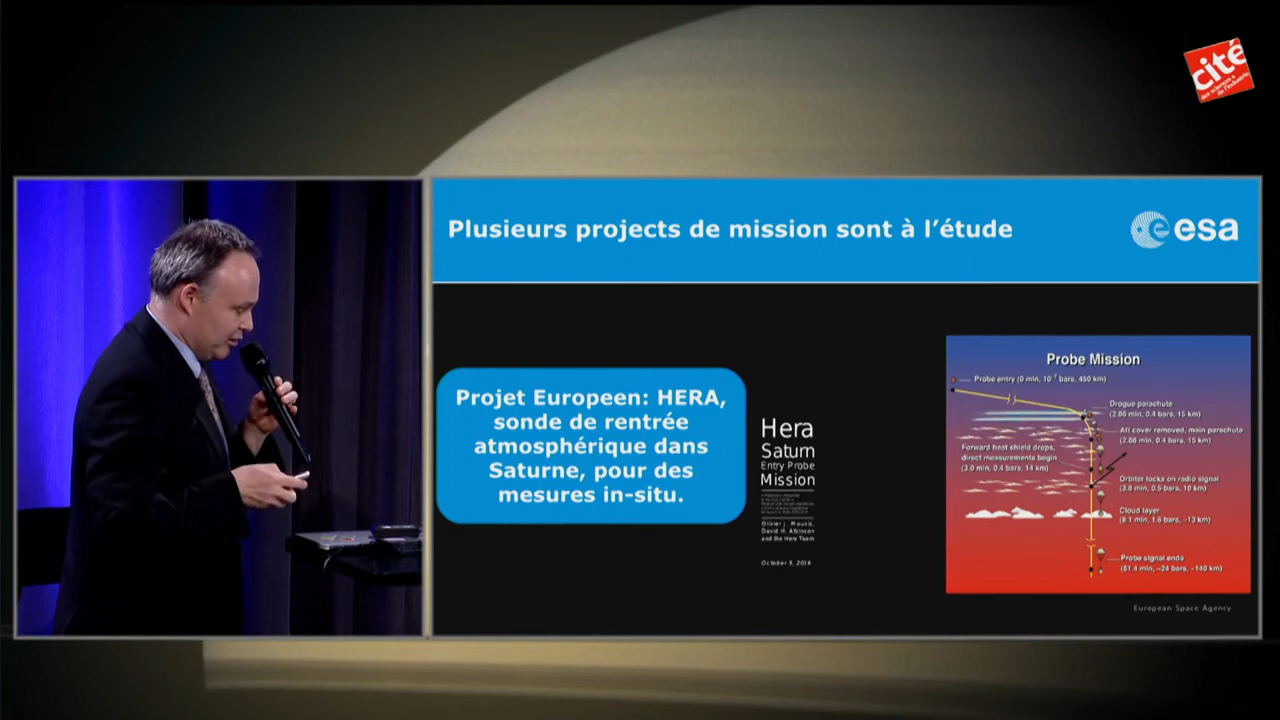 cité
des sciences &
de l'industrie
Plusieurs projects de mission sont à l'étude
esa
Projet Europeen: HERA,
sonde de rentrée
atmosphérique dans
Saturne, pour des
mesures in-situ.
Hera
Saturn
Entry Probe
Mission
Olivier J. Mousis,
David H. Atkinson
and the Hera Team
October 5, 2016
Probe Mission
Probe entry (0 min, 10⁻⁷ bars, 450 km)
Drogue parachute
(2.86 min, 0.4 bars, 15 km)
Aft cover removed, main parachute
(2.88 min, 0.4 bars, 15 km)
Forward heat shield drops,
direct measurements begin
(3.0 min, 0.4 bars, 14 km)
Orbiter locks on radio signal
(3.8 min, 0.5 bars, 10 km)
Cloud layer
(8.1 min, 1.6 bars, –13 km)
Probe signal ends
(61.4 min, ~24 bars, –140 km)
European Space Agency